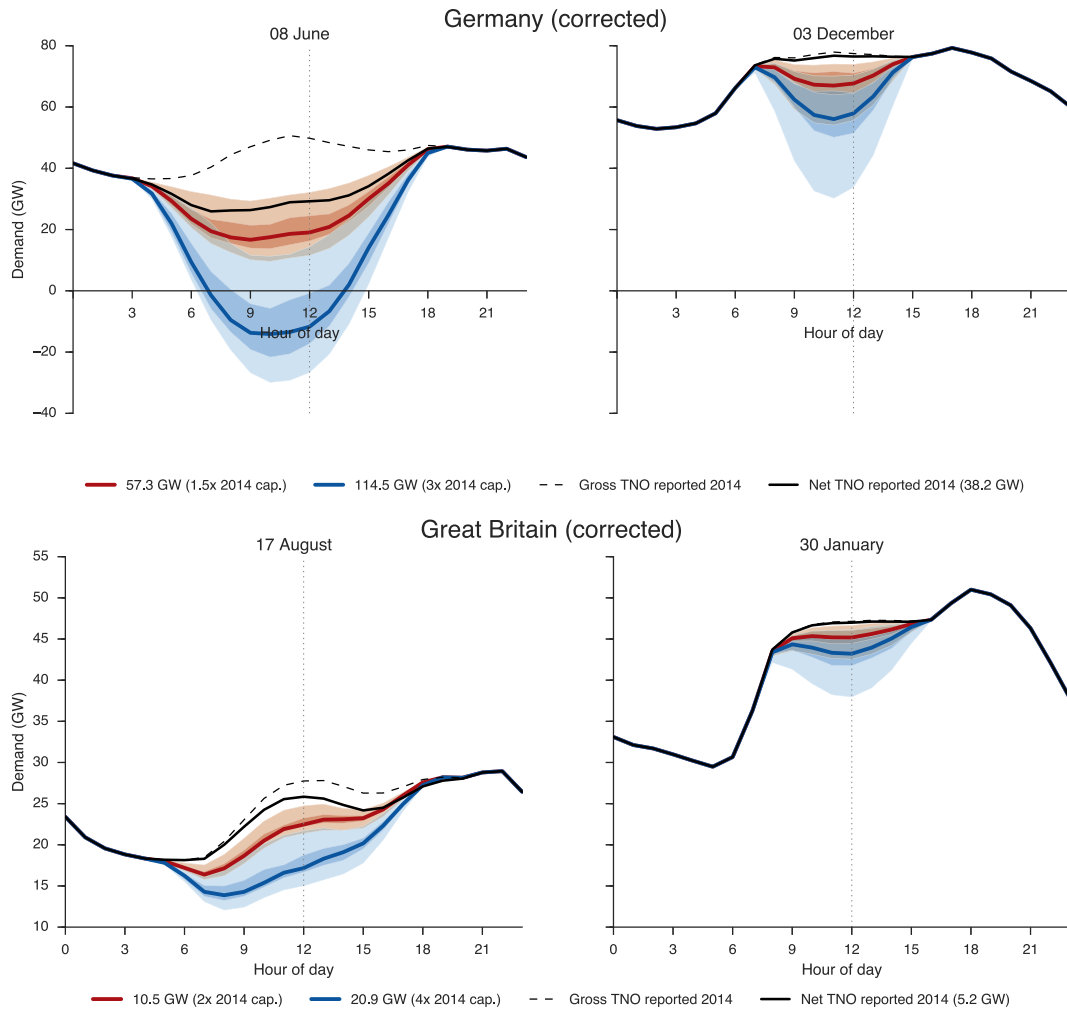 Germany (corrected)
08 June
03 December
Demand (GW)
80
60
40
20
0
−20
−40
3 6 9 12 15 18 21
Hour of day
3 6 9 12 15 18 21
Hour of day
57.3 GW (1.5x 2014 cap.) 114.5 GW (3x 2014 cap.) Gross TNO reported 2014 Net TNO reported 2014 (38.2 GW)
Great Britain (corrected)
17 August
30 January
Demand (GW)
55
50
45
40
35
30
25
20
15
10
0 3 6 9 12 15 18 21
Hour of day
0 3 6 9 12 15 18 21
Hour of day
10.5 GW (2x 2014 cap.) 20.9 GW (4x 2014 cap.) Gross TNO reported 2014 Net TNO reported 2014 (5.2 GW)